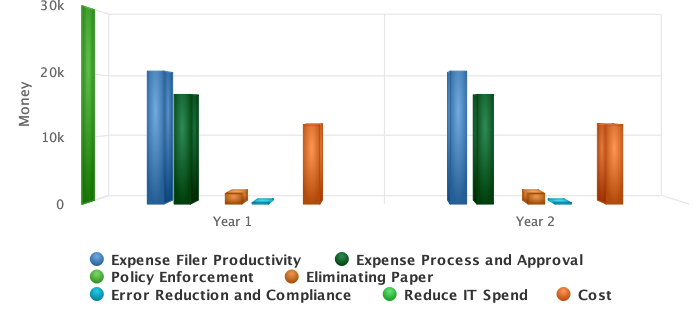 30k
20k
Money
10k
0
Year 1
Year 2
Expense Filer Productivity
Expense Process and Approval
Policy Enforcement
Eliminating Paper
Error Reduction and Compliance
Reduce IT Spend
Cost